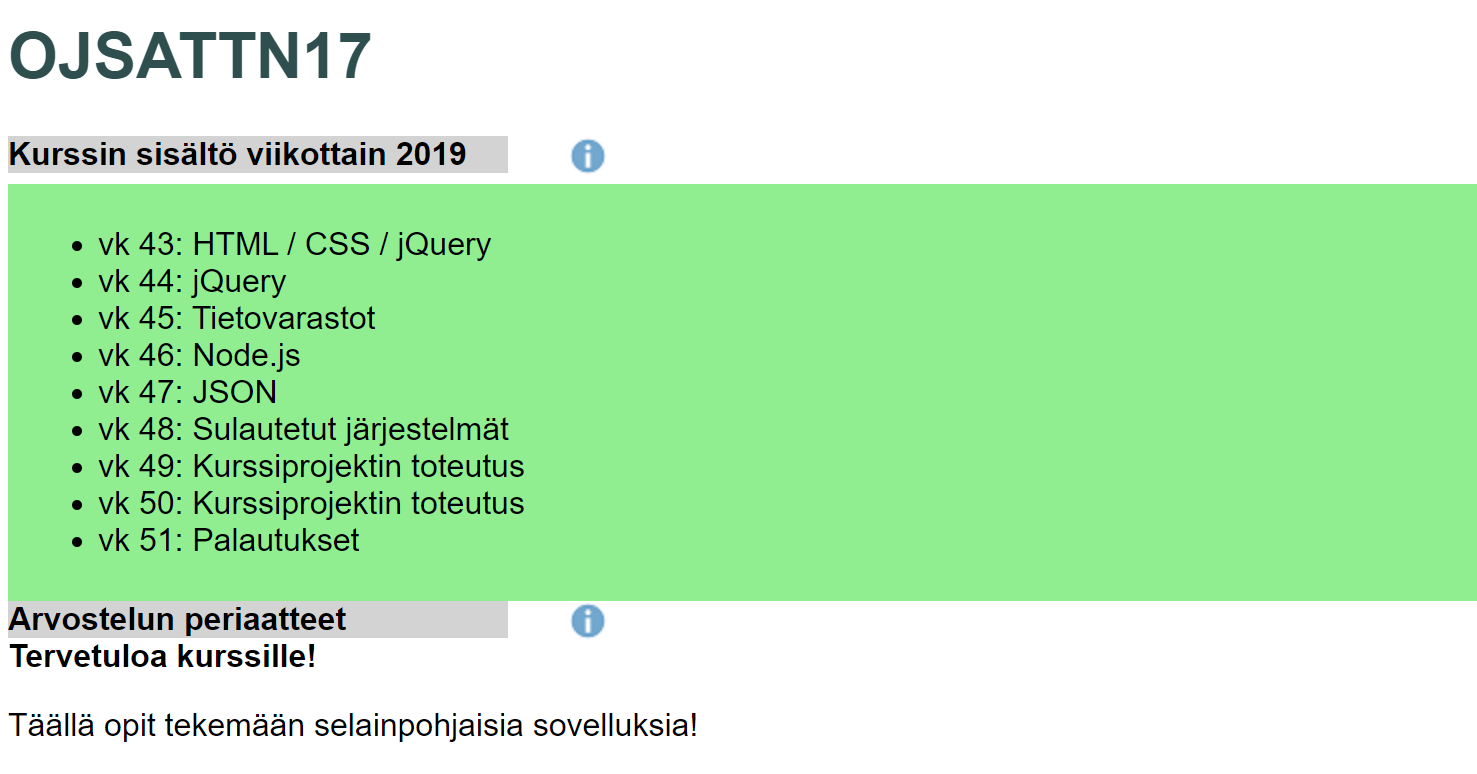 OJSATTN17
Kurssin sisältö viikottain 2019
vk 43: HTML / CSS / jQuery
vk 44: jQuery
vk 45: Tietovarastot
vk 46: Node.js
vk 47: JSON
vk 48: Sulautetut järjestelmät
vk 49: Kurssiprojektin toteutus
vk 50: Kurssiprojektin toteutus
vk 51: Palautukset
Arvostelun periaatteet
Tervetuloa kurssille!
Täällä opit tekemään selainpohjaisia sovelluksia!